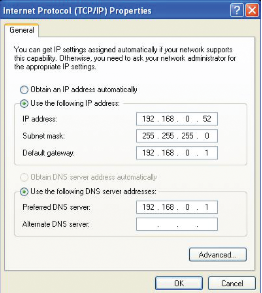 Internet Protocol (TCP/IP) Properties
General
You can get IP settings assigned automatically if your network supports
this capability. Otherwise, you need to ask your network administrator for
the appropriate IP settings.
Obtain an IP address automatically
Use the following IP address:
IP address: 192 . 168 . 0 . 52
Subnet mask: 255 . 255 . 255 . 0
Default gateway: 192 . 168 . 0 . 1
Obtain DNS server address automatically
Use the following DNS server addresses:
Preferred DNS server: 192 . 168 . 0 . 1
Alternate DNS server: . . .
Advanced...
OK Cancel